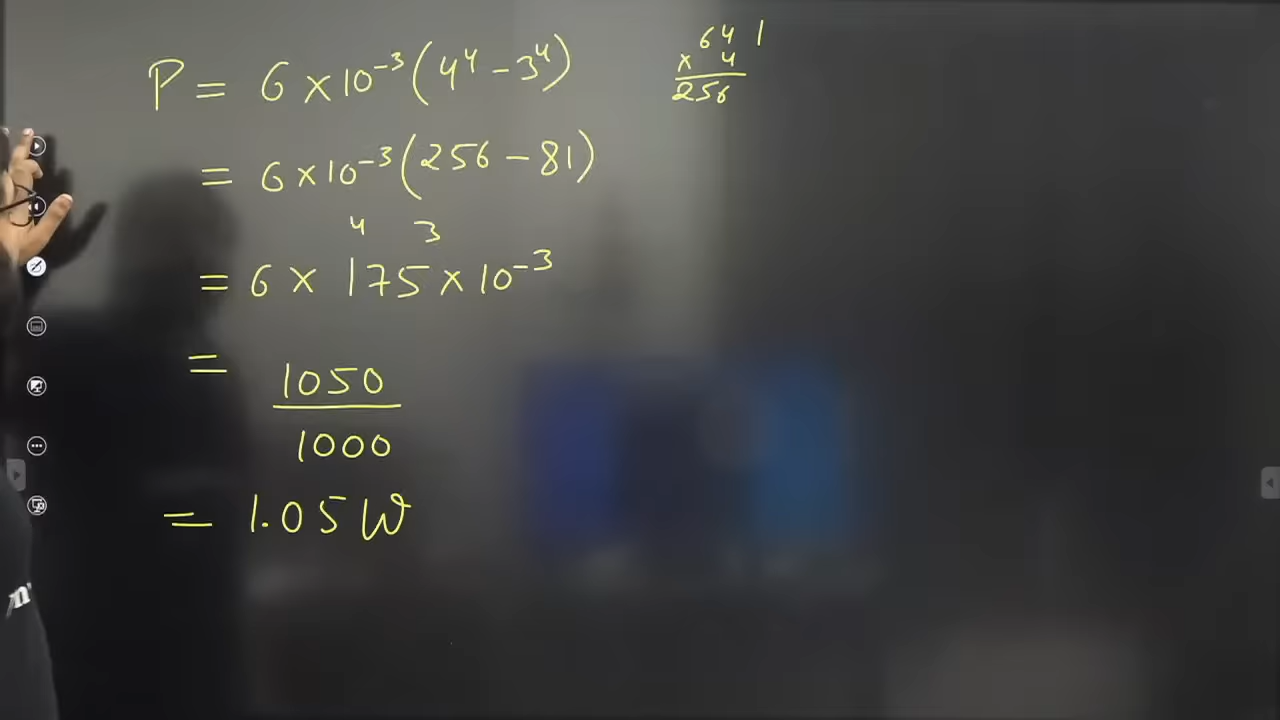 P = 6 × 10⁻³ (4⁴ − 3⁴)
64 1
× 4
256
= 6 × 10⁻³ (256 − 81)
4 3
= 6 × 175 × 10⁻³
= 1050
1000
= 1.05 W